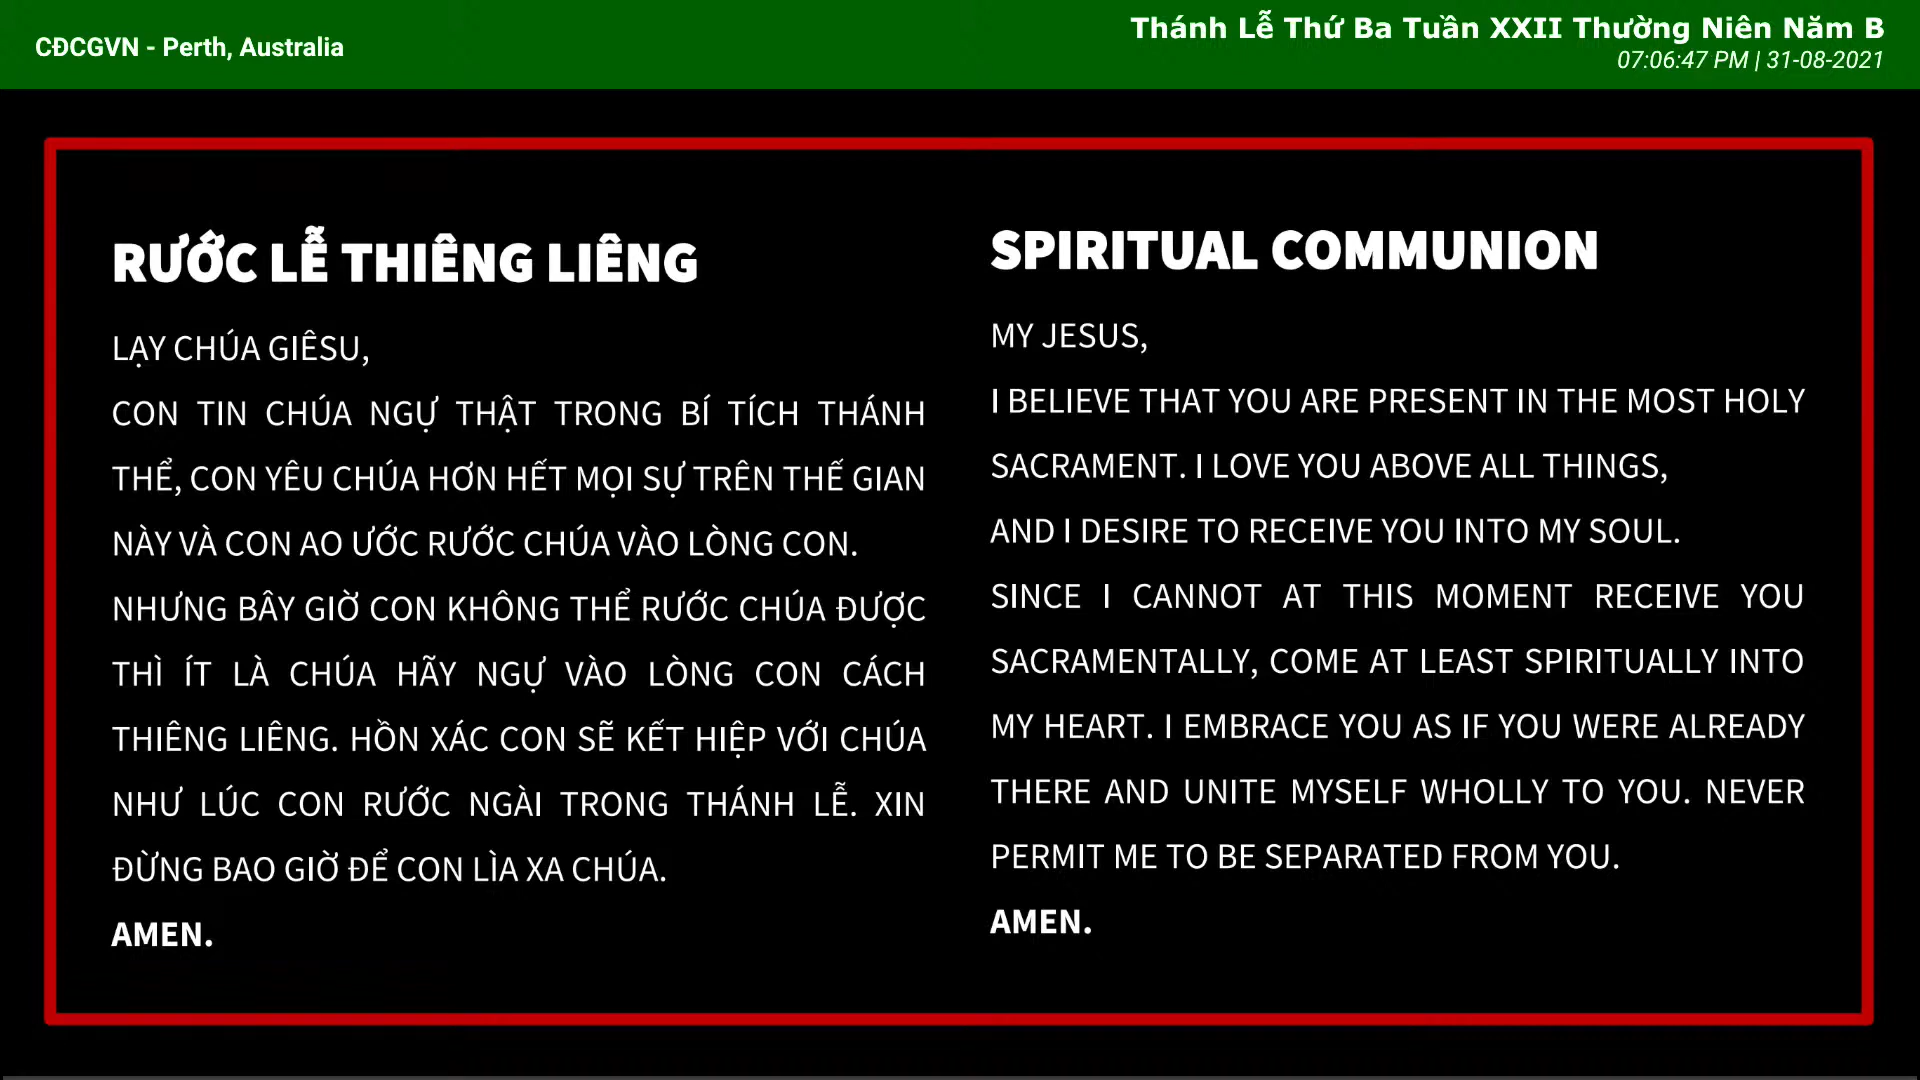 CĐCGVN - Perth, Australia
Thánh Lễ Thứ Ba Tuần XXII Thường Niên Năm B
07:06:47 PM | 31-08-2021
RƯỚC LỄ THIÊNG LIÊNG
LẠY CHÚA GIÊSU,
CON TIN CHÚA NGỰ THẬT TRONG BÍ TÍCH THÁNH
THỂ, CON YÊU CHÚA HƠN HẾT MỌI SỰ TRÊN THẾ GIAN
NÀY VÀ CON AO ƯỚC RƯỚC CHÚA VÀO LÒNG CON.
NHƯNG BÂY GIỜ CON KHÔNG THỂ RƯỚC CHÚA ĐƯỢC
THÌ ÍT LÀ CHÚA HÃY NGỰ VÀO LÒNG CON CÁCH
THIÊNG LIÊNG. HỒN XÁC CON SẼ KẾT HIỆP VỚI CHÚA
NHƯ LÚC CON RƯỚC NGÀI TRONG THÁNH LỄ. XIN
ĐỪNG BAO GIỜ ĐỂ CON LÌA XA CHÚA.
AMEN.
SPIRITUAL COMMUNION
MY JESUS,
I BELIEVE THAT YOU ARE PRESENT IN THE MOST HOLY
SACRAMENT. I LOVE YOU ABOVE ALL THINGS,
AND I DESIRE TO RECEIVE YOU INTO MY SOUL.
SINCE I CANNOT AT THIS MOMENT RECEIVE YOU
SACRAMENTALLY, COME AT LEAST SPIRITUALLY INTO
MY HEART. I EMBRACE YOU AS IF YOU WERE ALREADY
THERE AND UNITE MYSELF WHOLLY TO YOU. NEVER
PERMIT ME TO BE SEPARATED FROM YOU.
AMEN.